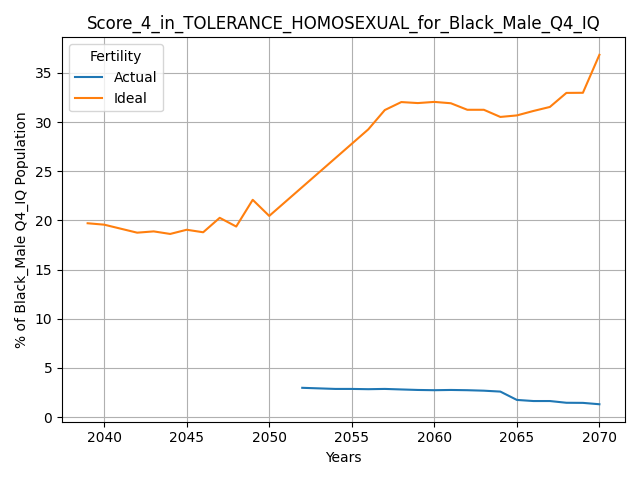 Score_4_in_TOLERANCE_HOMOSEXUAL_for_Black_Male_Q4_IQ
Fertility
Actual
Ideal
% of Black_Male Q4_IQ Population
35
30
25
20
15
10
5
0
2040 2045 2050 2055 2060 2065 2070
Years